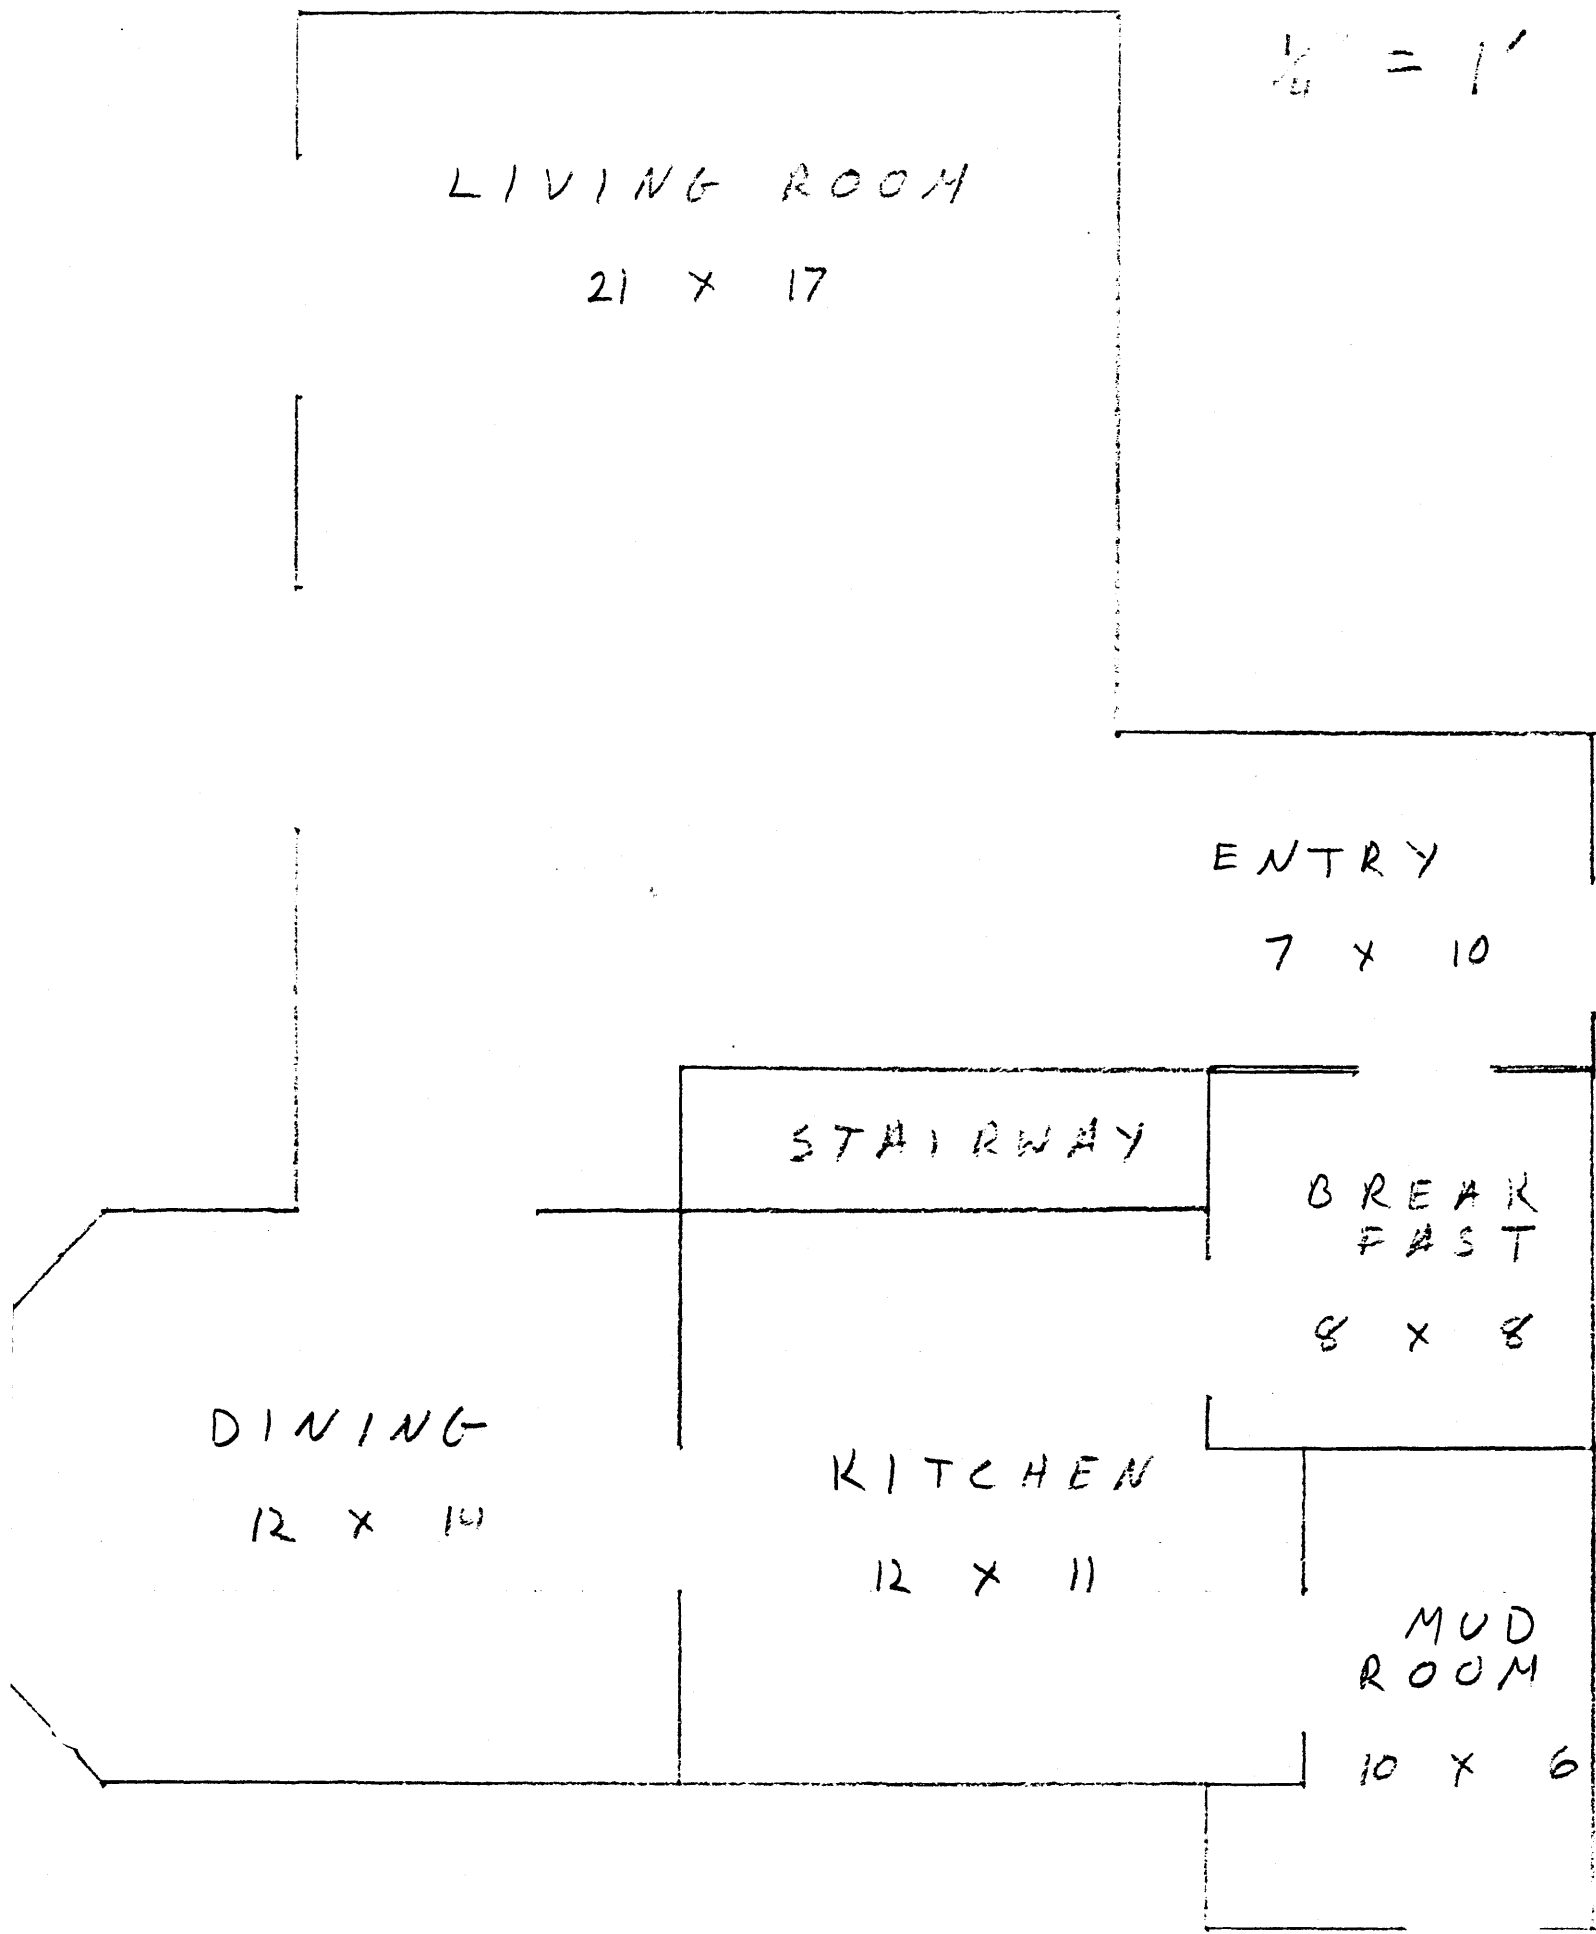 1/4" = 1'
LIVING ROOM
21 x 17
ENTRY
7 x 10
STAIRWAY
BREAK
FAST
8 x 8
DINING
12 x 14
KITCHEN
12 x 11
MUD
ROOM
10 x 6